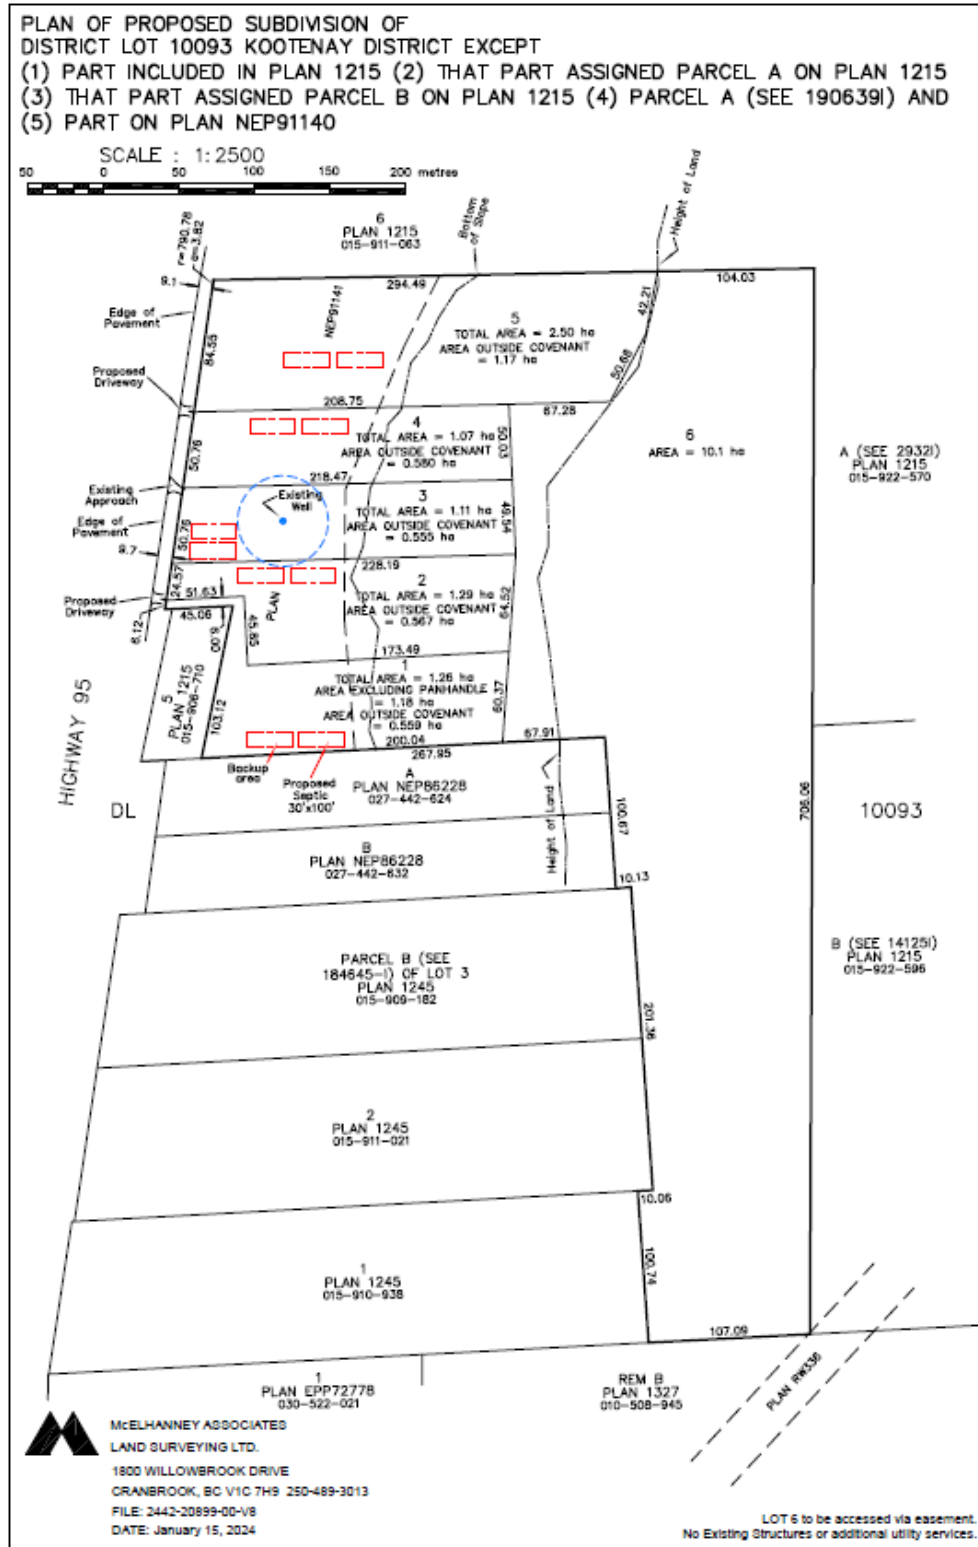 PLAN OF PROPOSED SUBDIVISION OF
DISTRICT LOT 10093 KOOTENAY DISTRICT EXCEPT
(1) PART INCLUDED IN PLAN 1215 (2) THAT PART ASSIGNED PARCEL A ON PLAN 1215
(3) THAT PART ASSIGNED PARCEL B ON PLAN 1215 (4) PARCEL A (SEE 190639I) AND
(5) PART ON PLAN NEP91140
SCALE : 1:2500
50 0 50 100 150 200 metres
r=790.78
a=3.82
6
PLAN 1215
015-911-063
Bottom
of Slope
Height of Land
9.1
294.49
104.03
Edge of
Pavement
NEP91141
42.21
5
TOTAL AREA = 2.50 ha
AREA OUTSIDE COVENANT
= 1.17 ha
84.55
50.68
Proposed
Driveway
208.75
87.28
4
TOTAL AREA = 1.07 ha
AREA OUTSIDE COVENANT
= 0.580 ha
50.03
50.76
6
AREA = 10.1 ha
A (SEE 2932I)
PLAN 1215
015-922-570
218.47
Existing
Approach
Existing
Well
3
TOTAL AREA = 1.11 ha
AREA OUTSIDE COVENANT
= 0.555 ha
49.54
Edge of
Pavement
50.76
9.7
228.19
24.57
2
TOTAL AREA = 1.29 ha
AREA OUTSIDE COVENANT
= 0.567 ha
64.52
51.63
Proposed
Driveway
45.06
6.12
6.00
PLAN
45.65
173.49
1
TOTAL AREA = 1.26 ha
AREA EXCLUDING PANHANDLE
= 1.18 ha
AREA OUTSIDE COVENANT
= 0.559 ha
60.37
5
PLAN 1215
015-906-710
103.12
200.04
67.91
267.95
HIGHWAY 95
Backup
area
Proposed
Septic
30'x100'
A
PLAN NEP86228
027-442-624
DL
10093
Height of Land
100.67
706.06
B
PLAN NEP86228
027-442-632
10.13
PARCEL B (SEE
184645-I) OF LOT 3
PLAN 1245
015-909-182
B (SEE 14125I)
PLAN 1215
015-922-596
201.36
2
PLAN 1245
015-911-021
10.06
1
PLAN 1245
015-910-938
100.74
107.09
1
PLAN EPP72778
030-522-021
REM B
PLAN 1327
010-508-945
PLAN RW336
McELHANNEY ASSOCIATES
LAND SURVEYING LTD.
1800 WILLOWBROOK DRIVE
CRANBROOK, BC V1C 7H9 250-489-3013
FILE: 2442-20899-00-V8
DATE: January 15, 2024
LOT 6 to be accessed via easement.
No Existing Structures or additional utility services.